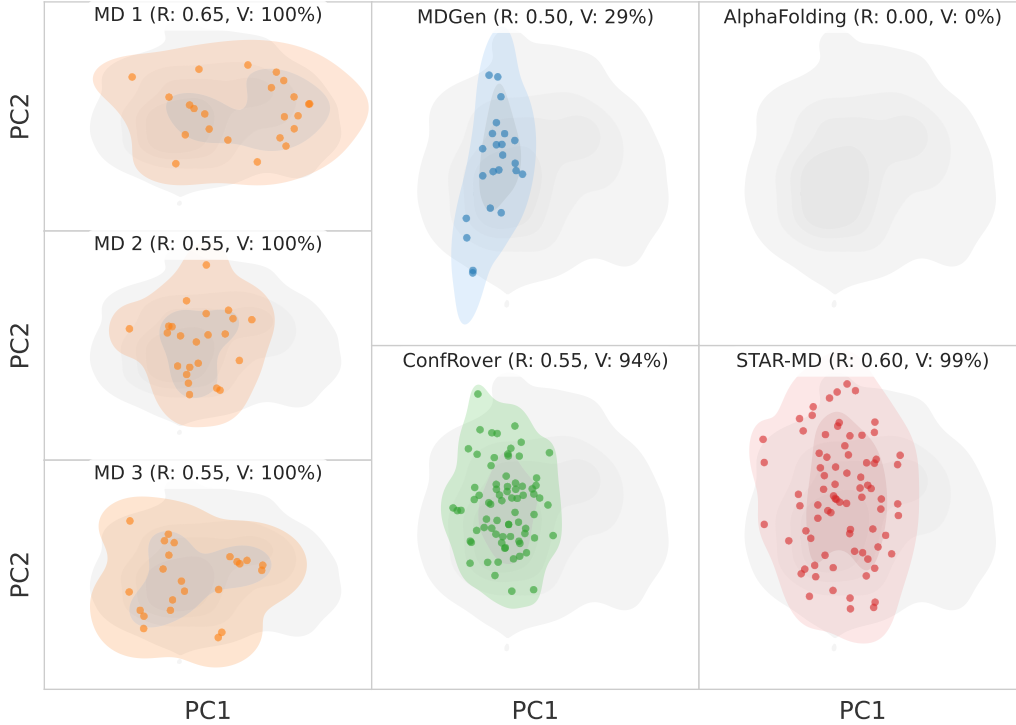 MD 1 (R: 0.65, V: 100%)
MDGen (R: 0.50, V: 29%)
AlphaFolding (R: 0.00, V: 0%)
PC2
MD 2 (R: 0.55, V: 100%)
PC2
ConfRover (R: 0.55, V: 94%)
STAR-MD (R: 0.60, V: 99%)
MD 3 (R: 0.55, V: 100%)
PC2
PC1
PC1
PC1